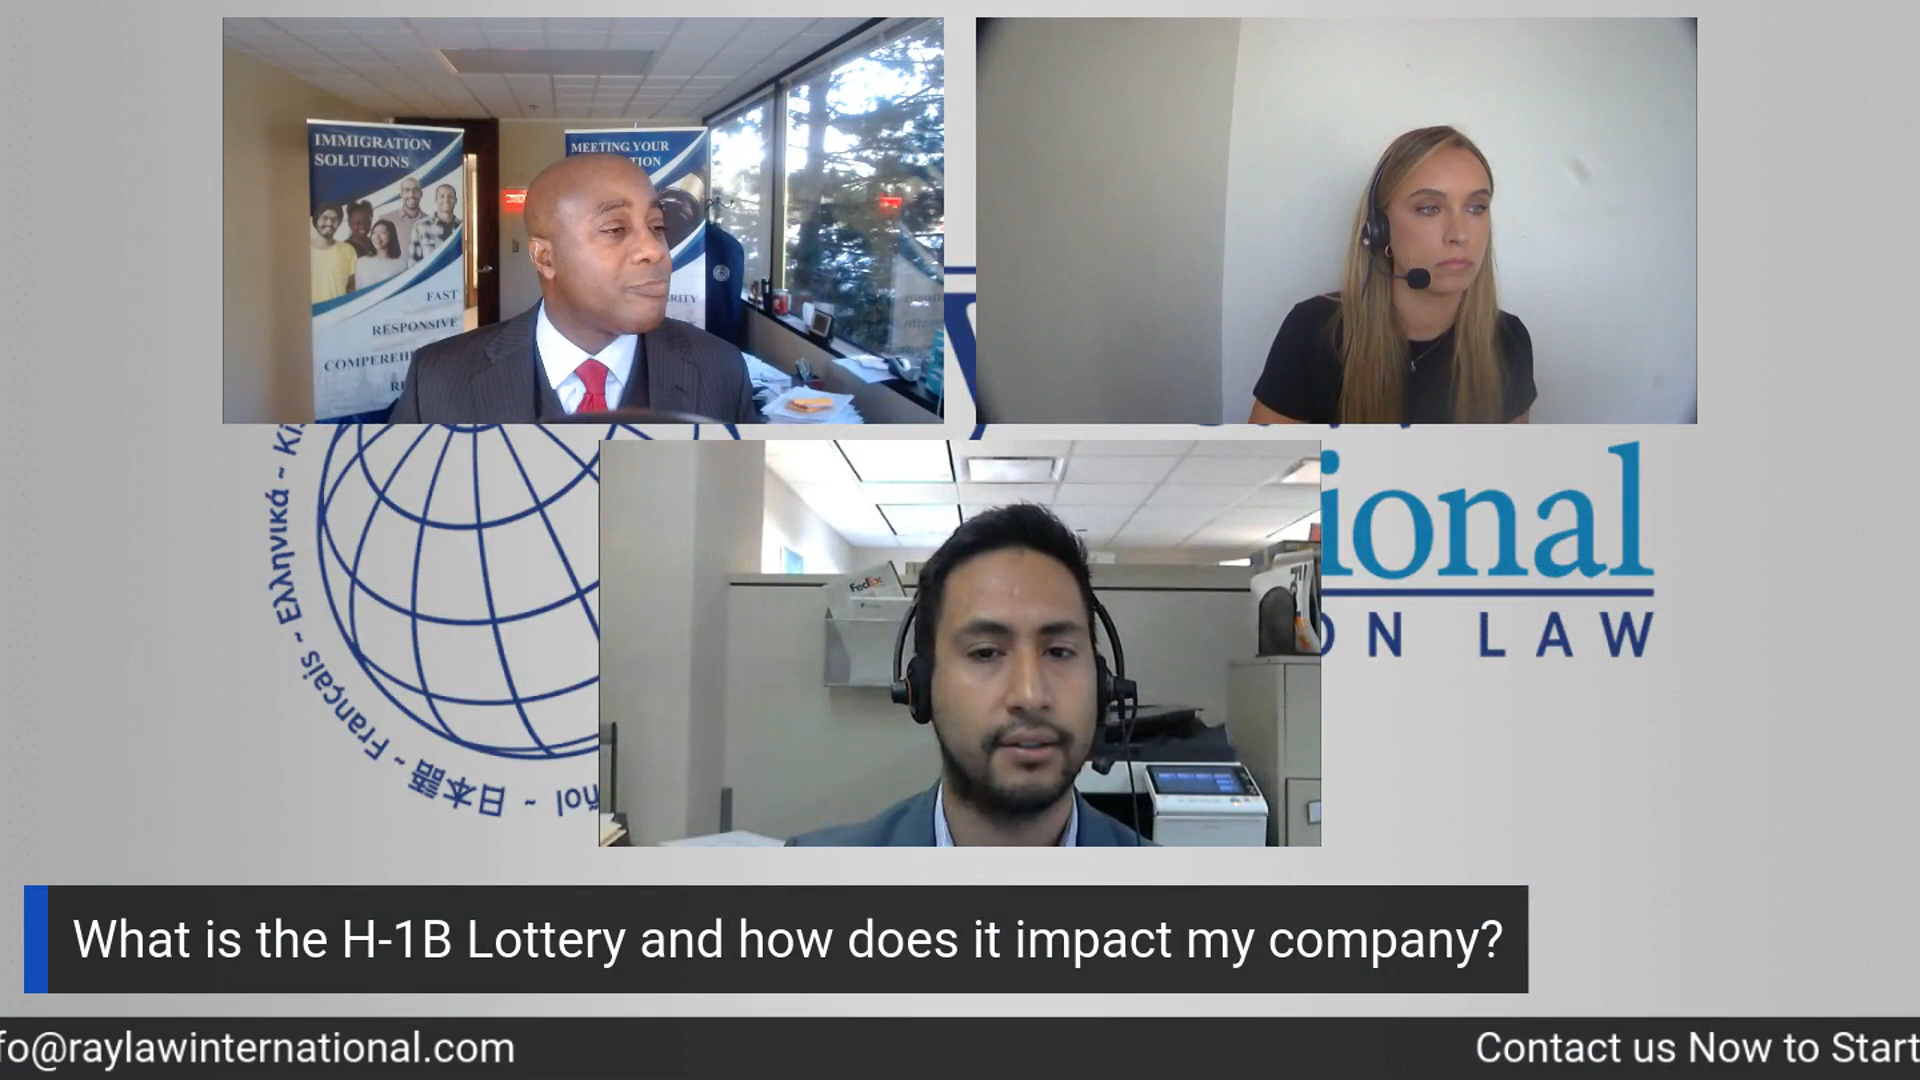 IMMIGRATION
SOLUTIONS
FAST
RESPONSIVE
MEETING YOUR
FedEx
ional
ON LAW
Ελληνικά ~
Français ~
日本語 ~
What is the H-1B Lottery and how does it impact my company?
fo@raylawinternational.com
Contact us Now to Start